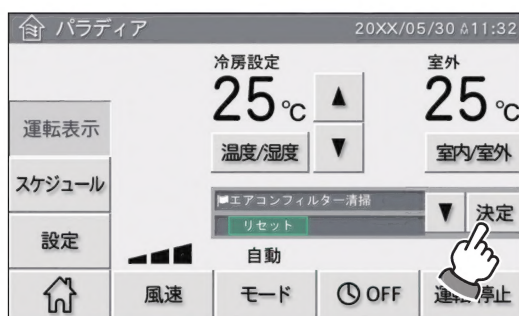 パラディア
20XX/05/30 11:32
冷房設定
25℃
▲
▼
温度/湿度
室外
25℃
室内/室外
運転表示
スケジュール
設定
エアコンフィルター清掃
リセット
▼
決定
自動
風速
モード
OFF
運転 停止